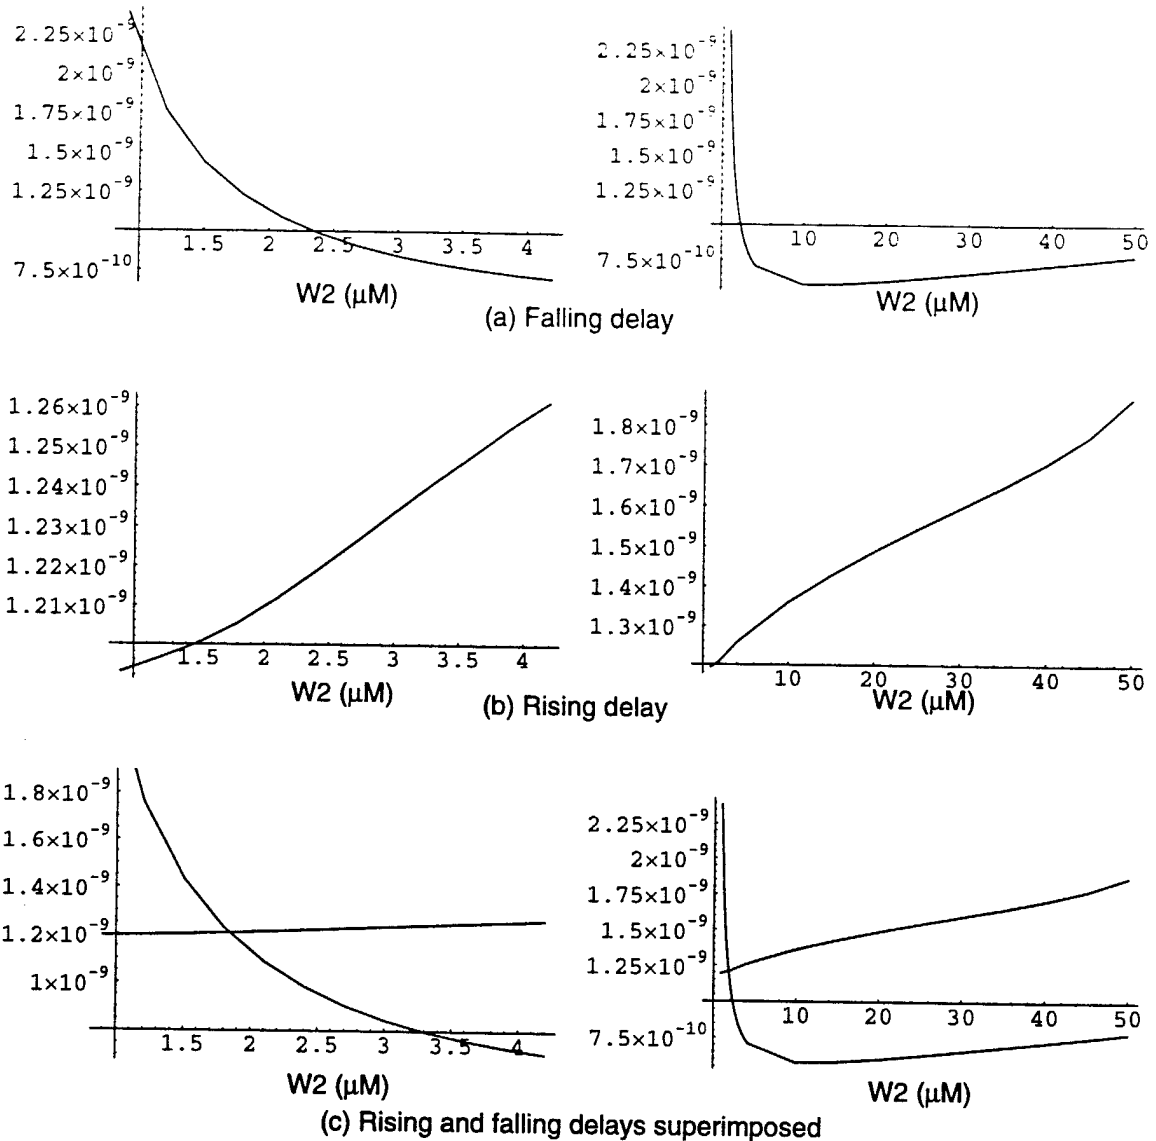 2.25×10⁻⁹
2×10⁻⁹
1.75×10⁻⁹
1.5×10⁻⁹
1.25×10⁻⁹
7.5×10⁻¹⁰
1.5 2 2.5 3 3.5 4
W2 (μM)
2.25×10⁻⁹
2×10⁻⁹
1.75×10⁻⁹
1.5×10⁻⁹
1.25×10⁻⁹
7.5×10⁻¹⁰
10 20 30 40 50
W2 (μM)
(a) Falling delay
1.26×10⁻⁹
1.25×10⁻⁹
1.24×10⁻⁹
1.23×10⁻⁹
1.22×10⁻⁹
1.21×10⁻⁹
1.5 2 2.5 3 3.5 4
W2 (μM)
1.8×10⁻⁹
1.7×10⁻⁹
1.6×10⁻⁹
1.5×10⁻⁹
1.4×10⁻⁹
1.3×10⁻⁹
10 20 30 40 50
W2 (μM)
(b) Rising delay
1.8×10⁻⁹
1.6×10⁻⁹
1.4×10⁻⁹
1.2×10⁻⁹
1×10⁻⁹
1.5 2 2.5 3 3.5 4
W2 (μM)
2.25×10⁻⁹
2×10⁻⁹
1.75×10⁻⁹
1.5×10⁻⁹
1.25×10⁻⁹
7.5×10⁻¹⁰
10 20 30 40 50
W2 (μM)
(c) Rising and falling delays superimposed